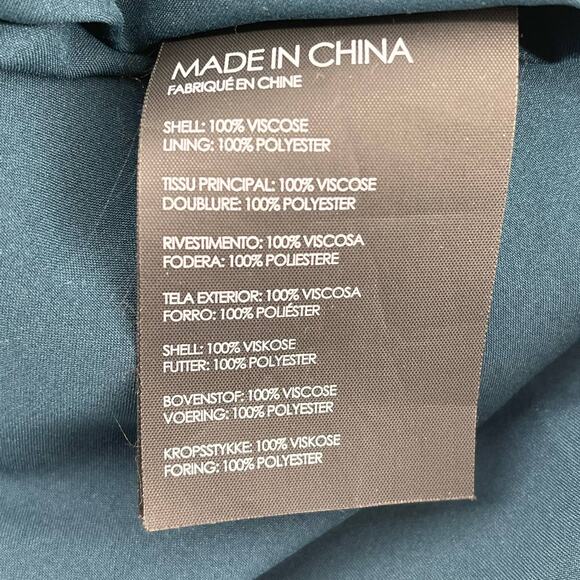 MADE IN CHINA
FABRIQUÉ EN CHINE
SHELL: 100% VISCOSE
LINING: 100% POLYESTER
TISSU PRINCIPAL: 100% VISCOSE
DOUBLURE: 100% POLYESTER
RIVESTIMENTO: 100% VISCOSA
FODERA: 100% POLIESTERE
TELA EXTERIOR: 100% VISCOSA
FORRO: 100% POLIÉSTER
SHELL: 100% VISKOSE
FUTTER: 100% POLYESTER
BOVENSTOF: 100% VISCOSE
VOERING: 100% POLYESTER
KROPSSTYKKE: 100% VISKOSE
FORING: 100% POLYESTER